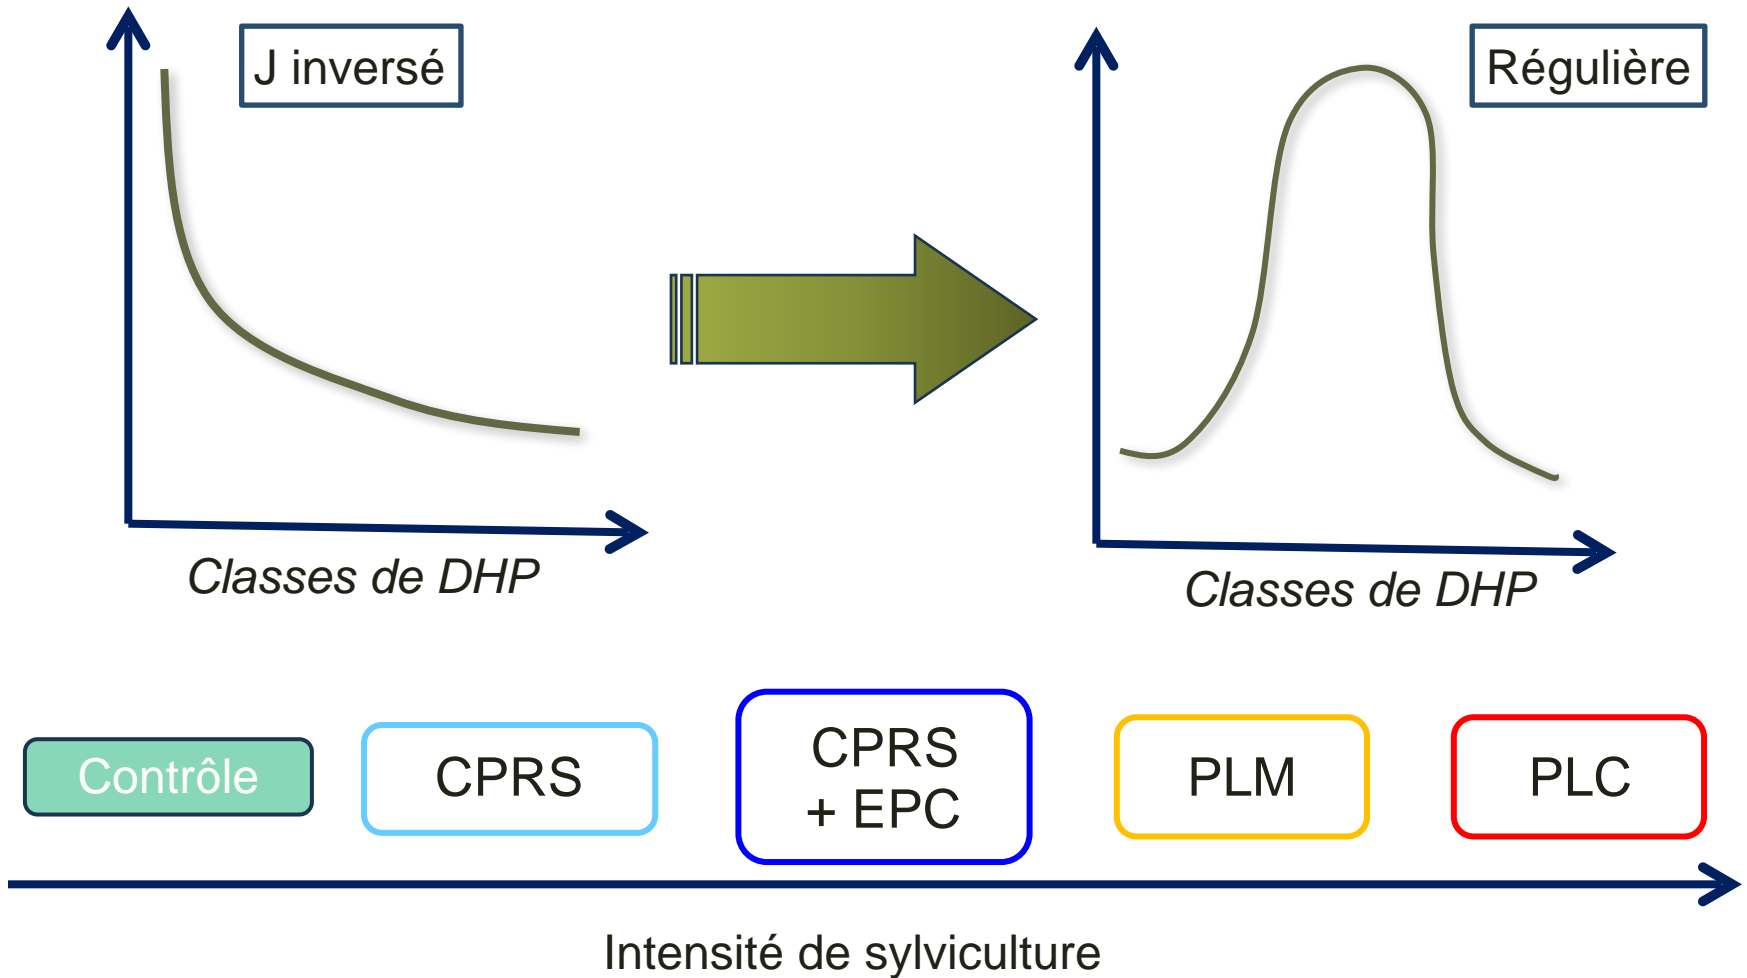 J inversé
Régulière
Classes de DHP
Classes de DHP
Contrôle
CPRS
CPRS
+ EPC
PLM
PLC
Intensité de sylviculture